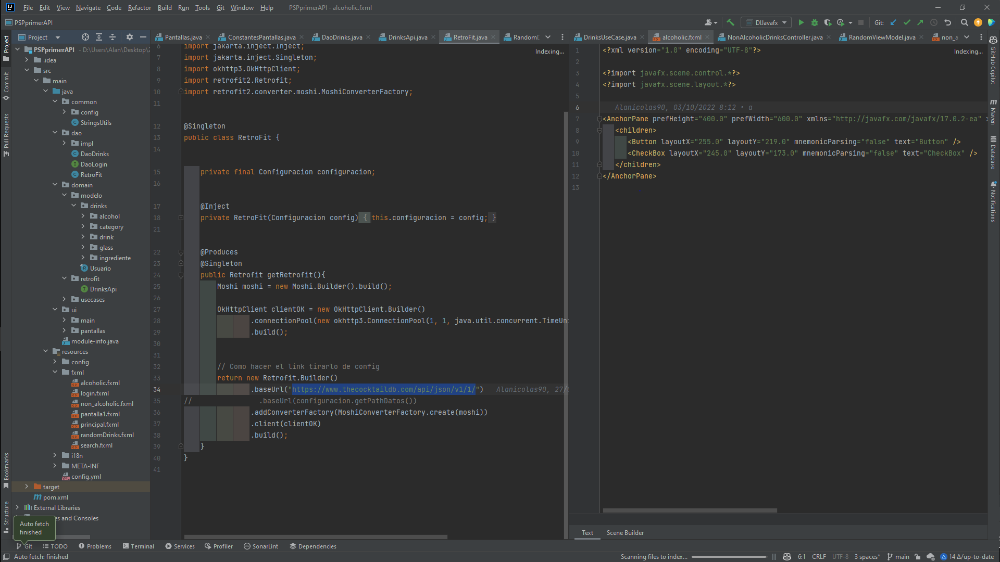 File Edit View Navigate Code Refactor Build Run Tools Git Window Help PSPprimerAPI - alcoholic.fxml
PSPprimerAPI
DIJavafx
Git:
Project
Pantallas.java
ConstantesPantallas.java
DaoDrinks.java
DrinksApi.java
RetroFit.java
DrinksUseCase.java
alcoholic.fxml
NonAlcoholicDrinksController.java
RandomViewModel.java
Project
Commit
Pull Requests
Bookmarks
Structure
PSPprimerAPI - D:\Users\Alan\Desktop\2
.idea
src
main
java
common
config
StringsUtils
dao
impl
DaoDrinks
DaoLogin
RetroFit
domain
modelo
drinks
alcohol
category
drink
glass
ingrediente
Usuario
retrofit
DrinksApi
usecases
ui
main
pantallas
module-info.java
resources
config
fxml
alcoholic.fxml
login.fxml
non_alcoholic.fxml
pantalla1.fxml
principal.fxml
randomDrinks.fxml
search.fxml
i18n
META-INF
config.yml
target
pom.xml
External Libraries
and Consoles
Auto fetch
finished
Indexing...
6 import jakarta.inject.Inject;
7 import jakarta.inject.Singleton;
8 import okhttp3.OkHttpClient;
9 import retrofit2.Retrofit;
10 import retrofit2.converter.moshi.MoshiConverterFactory;
11
12 @Singleton
13 public class RetroFit {
14
15 private final Configuracion configuracion;
16
17 @Inject
18 private RetroFit(Configuracion config) { this.configuracion = config; }
21
22 @Produces
23 @Singleton
24 public Retrofit getRetrofit(){
25 Moshi moshi = new Moshi.Builder().build();
26
27 OkHttpClient clientOK = new OkHttpClient.Builder()
28 .connectionPool(new okhttp3.ConnectionPool(1, 1, java.util.concurrent.TimeUn
29 .build();
30
31
32 // Como hacer el link tirarlo de config
33 return new Retrofit.Builder()
34 .baseUrl("https://www.thecocktaildb.com/api/json/v1/1/") Alanicolas90, 27/
35 // .baseUrl(configuracion.getPathDatos())
36 .addConverterFactory(MoshiConverterFactory.create(moshi))
37 .client(clientOK)
38 .build();
39 }
40 }
41
Indexing...
1 <?xml version="1.0" encoding="UTF-8"?>
2
3 <?import javafx.scene.control.*?>
4 <?import javafx.scene.layout.*?>
5
6 Alanicolas90, 03/10/2022 8:12 • a
7 <AnchorPane prefHeight="400.0" prefWidth="600.0" xmlns="http://javafx.com/javafx/17.0.2-ea"
8 <children>
9 <Button layoutX="255.0" layoutY="219.0" mnemonicParsing="false" text="Button" />
10 <CheckBox layoutX="245.0" layoutY="173.0" mnemonicParsing="false" text="CheckBox" />
11 </children>
12 </AnchorPane>
13
Text Scene Builder
GitHub Copilot
Maven
Database
Notifications
Git TODO Problems Terminal Services Profiler SonarLint Dependencies
Auto fetch: finished
Scanning files to index... 6:1 CRLF UTF-8 3 spaces* main 14 Δ/up-to-date